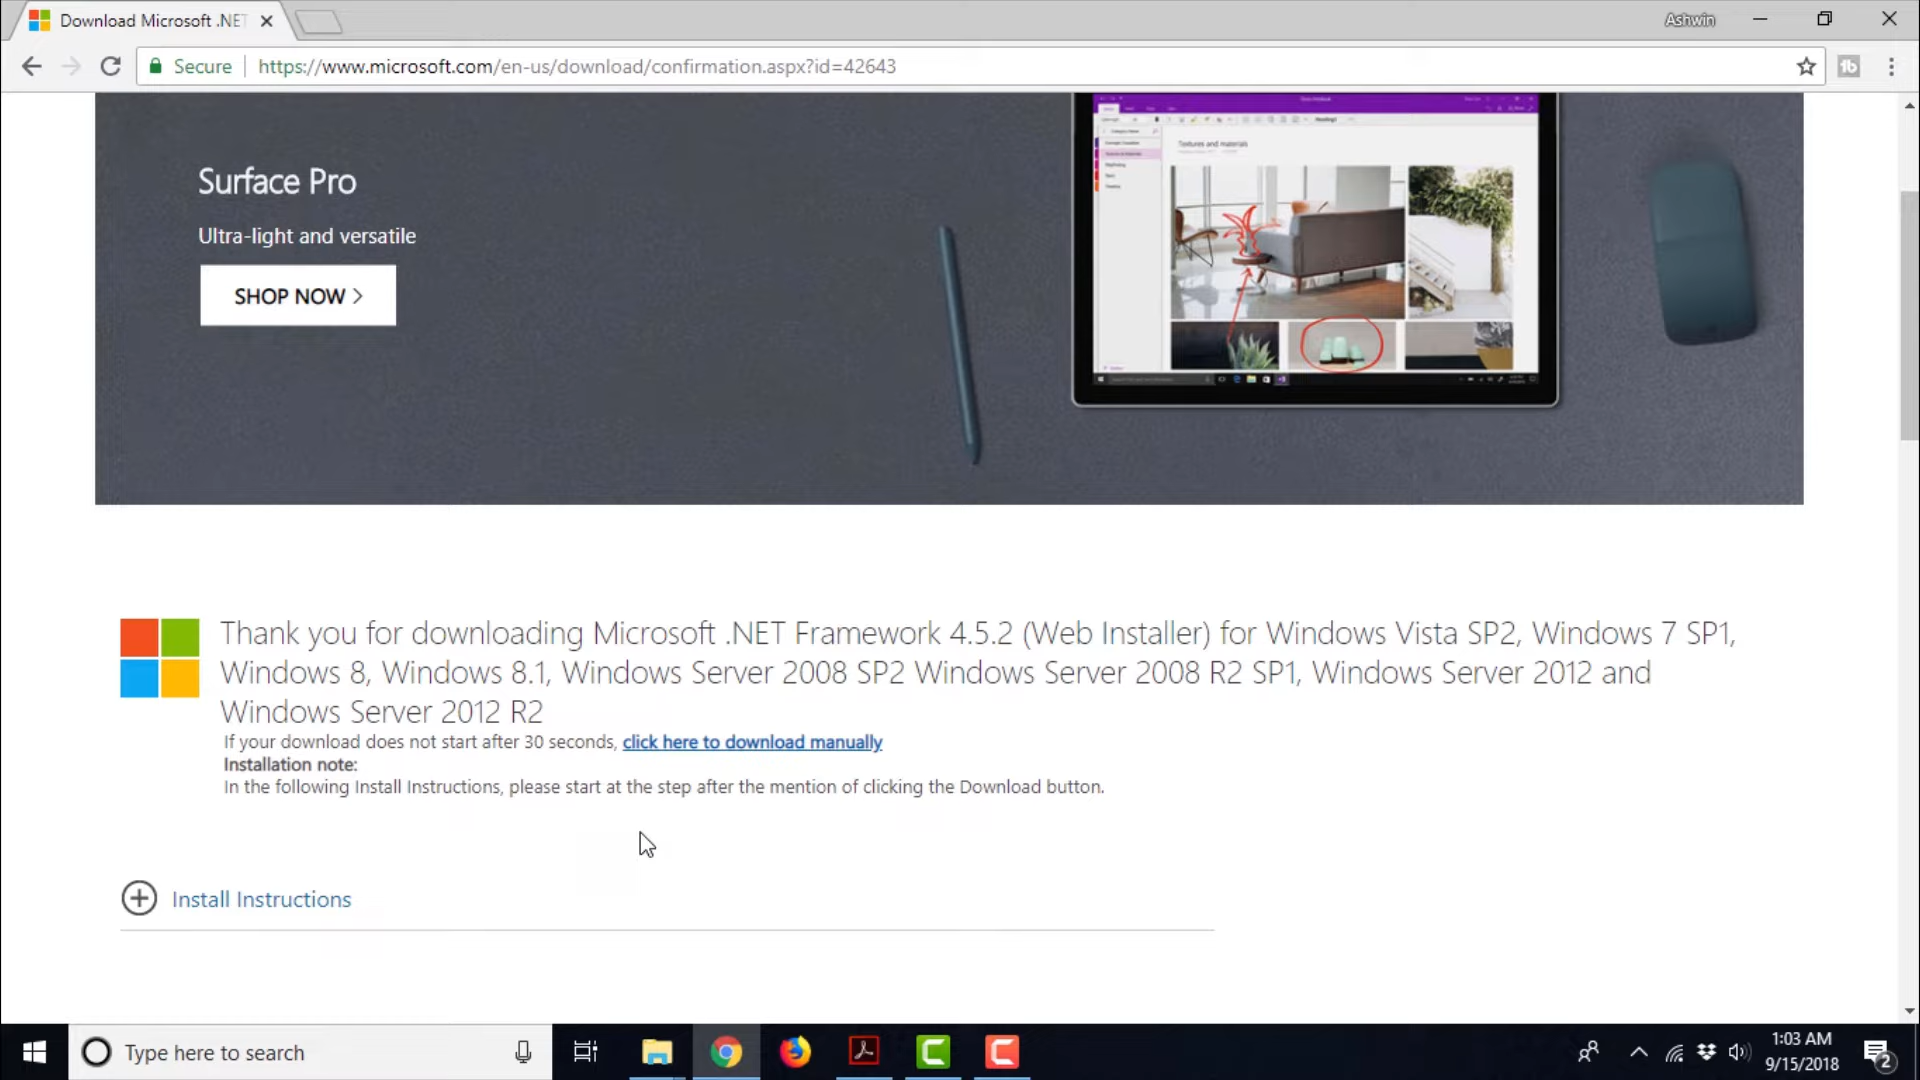 Download Microsoft .NET
Ashwin
Secure
https://www.microsoft.com/en-us/download/confirmation.aspx?id=42643
Surface Pro
Ultra-light and versatile
SHOP NOW
Textures and materials
Thank you for downloading Microsoft .NET Framework 4.5.2 (Web Installer) for Windows Vista SP2, Windows 7 SP1,
Windows 8, Windows 8.1, Windows Server 2008 SP2 Windows Server 2008 R2 SP1, Windows Server 2012 and
Windows Server 2012 R2
If your download does not start after 30 seconds, click here to download manually
Installation note:
In the following Install Instructions, please start at the step after the mention of clicking the Download button.
Install Instructions
Type here to search
1:03 AM
9/15/2018
2